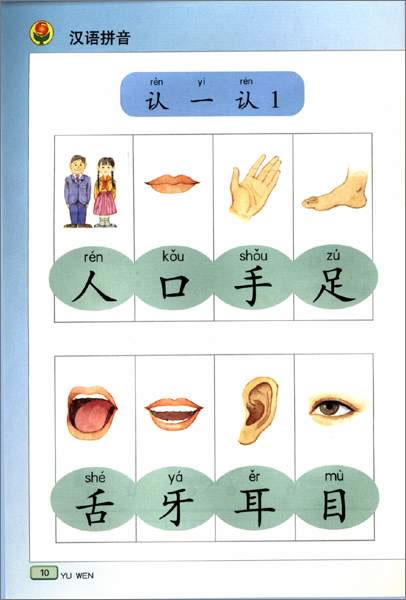 汉语拼音
rèn yi rèn
认 一 认 1
rén kǒu shǒu zú
人 口 手 足
shé yá ěr mù
舌 牙 耳 目
10 YU WEN